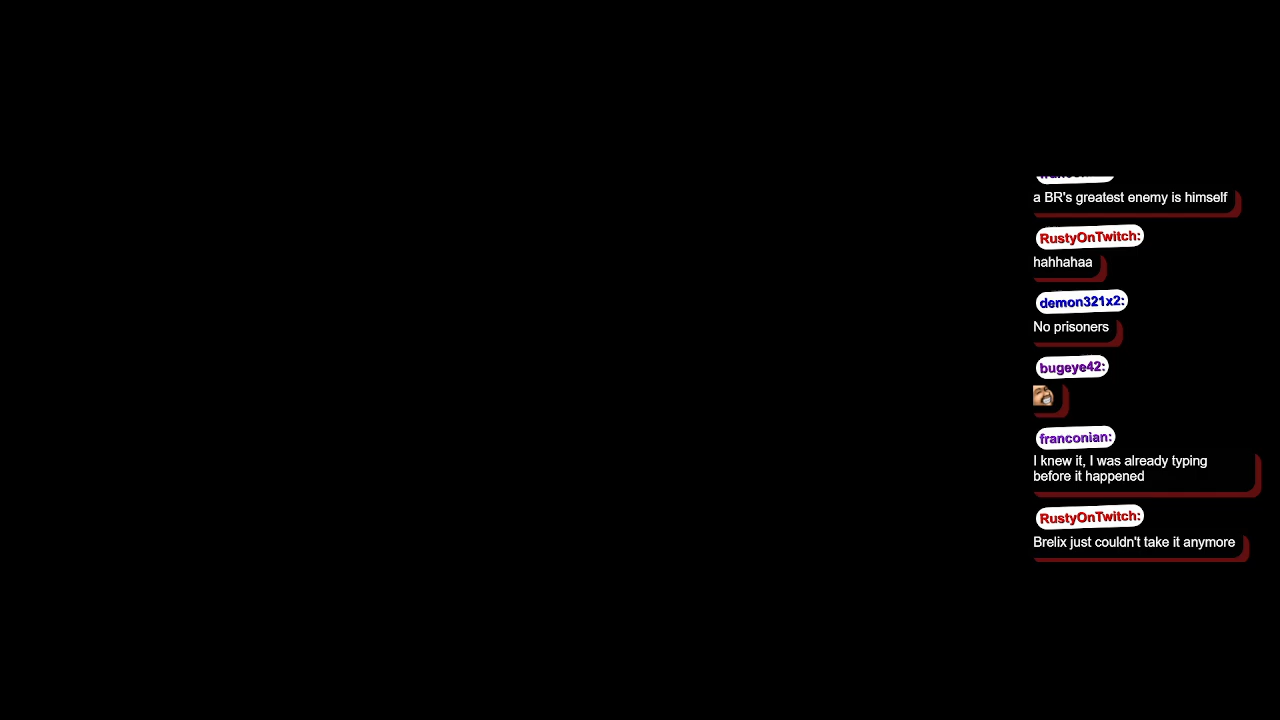 a BR's greatest enemy is himself
RustyOnTwitch:
hahhahaa
demon321x2:
No prisoners
bugeye42:
franconian:
I knew it, I was already typing
before it happened
RustyOnTwitch:
Brelix just couldn't take it anymore